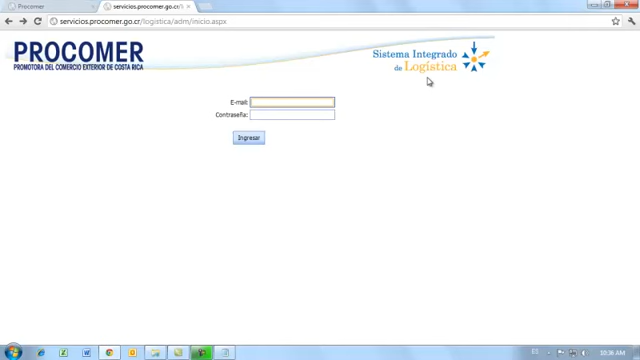 Procomer
servicios.procomer.go.cr/l
servicios.procomer.go.cr/logistica/adm/inicio.aspx
PROCOMER
PROMOTORA DEL COMERCIO EXTERIOR DE COSTA RICA
Sistema Integrado
de Logística
E-mail:
Contraseña:
Ingresar
ES
10:36 AM